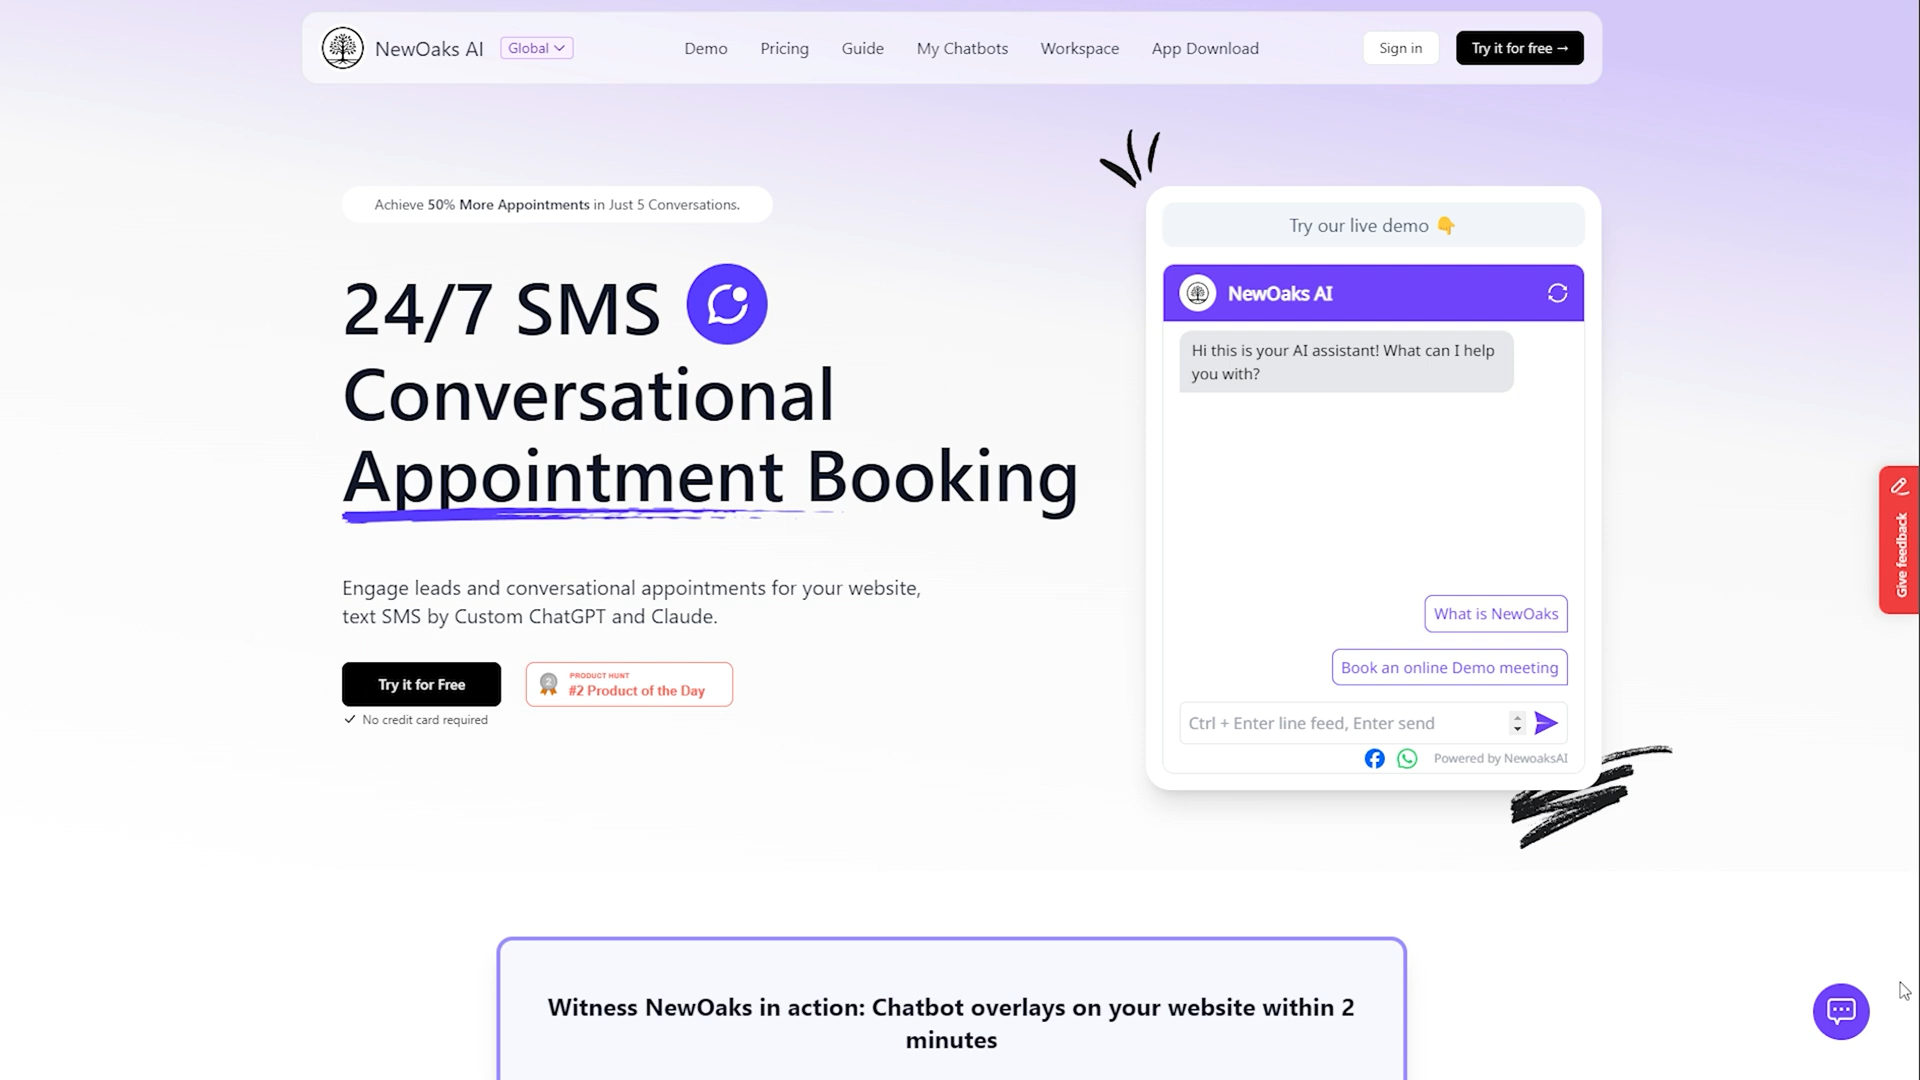 NewOaks AI
Global
Demo
Pricing
Guide
My Chatbots
Workspace
App Download
Sign in
Try it for free →
Achieve 50% More Appointments in Just 5 Conversations.
24/7 SMS
Conversational
Appointment Booking
Engage leads and conversational appointments for your website,
text SMS by Custom ChatGPT and Claude.
Try it for Free
2
PRODUCT HUNT
#2 Product of the Day
No credit card required
Try our live demo 👇
NewOaks AI
Hi this is your AI assistant! What can I help
you with?
What is NewOaks
Book an online Demo meeting
Ctrl + Enter line feed, Enter send
Powered by NewoaksAI
Give feedback
Witness NewOaks in action: Chatbot overlays on your website within 2
minutes